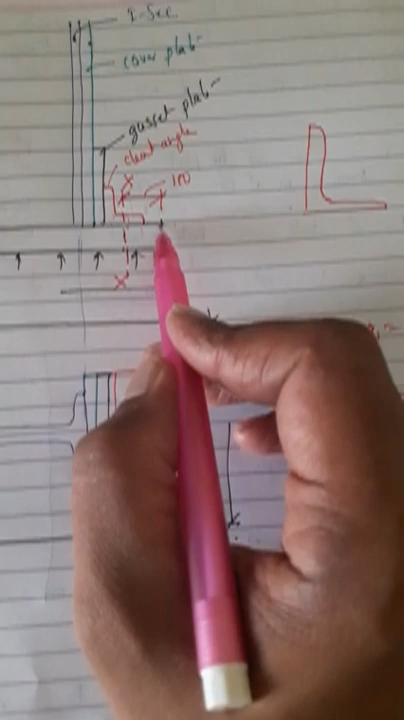 I-Sec
cover plate
gusset plate
cleat angle
x
100
x